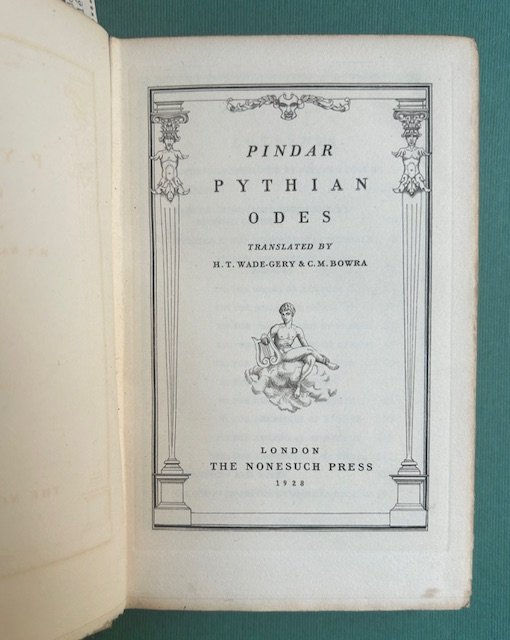 PINDAR
PYTHIAN
ODES
TRANSLATED BY
H. T. WADE-GERY & C. M. BOWRA
LONDON
THE NONESUCH PRESS
1928